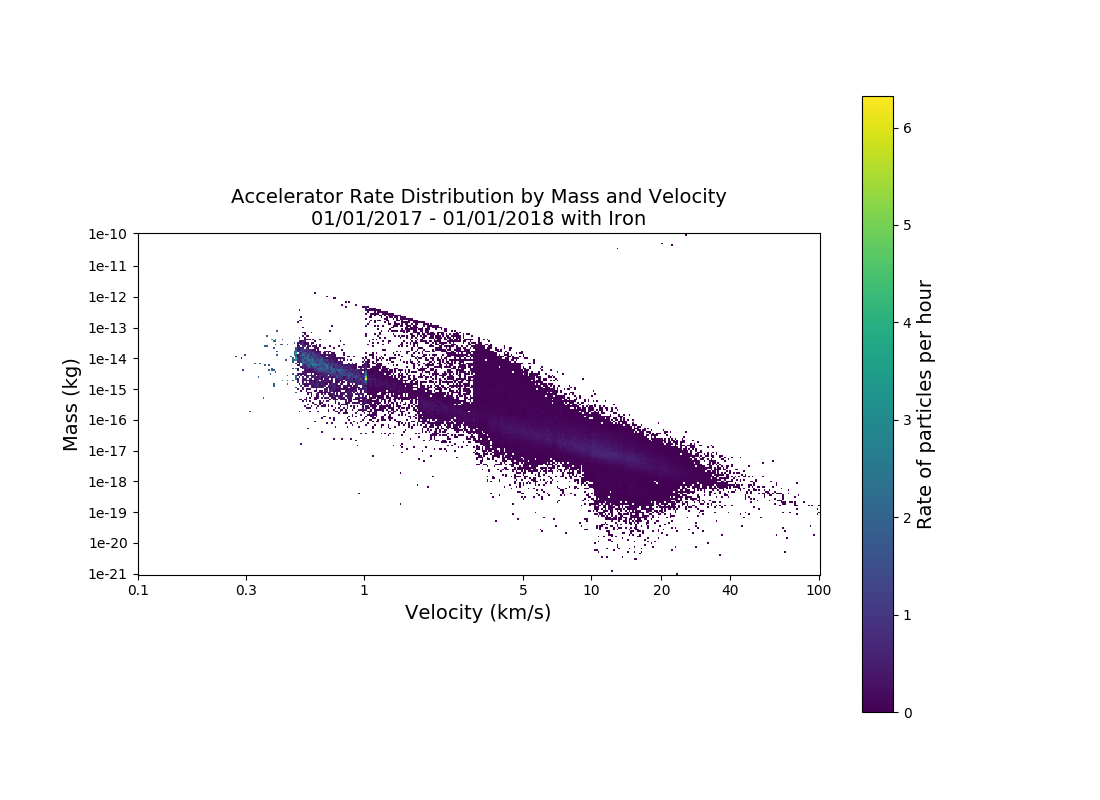 Accelerator Rate Distribution by Mass and Velocity
01/01/2017 - 01/01/2018 with Iron
Mass (kg)
1e-10
1e-11
1e-12
1e-13
1e-14
1e-15
1e-16
1e-17
1e-18
1e-19
1e-20
1e-21
0.1 0.3 1 5 10 20 40 100
Velocity (km/s)
6
5
4
3
2
1
0
Rate of particles per hour